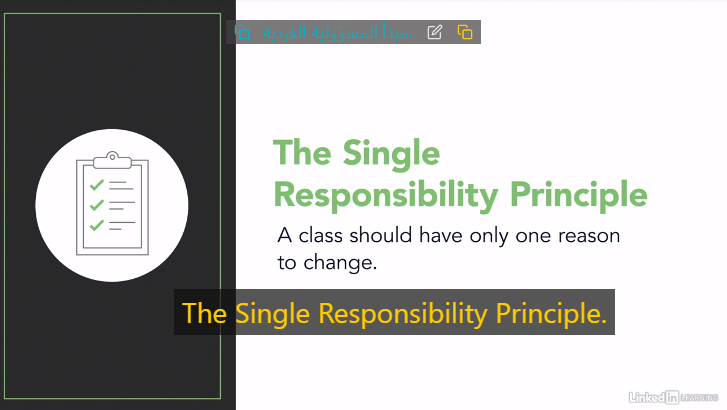 مبدأ المسؤولية الفردية.
The Single
Responsibility Principle
A class should have only one reason
to change.
The Single Responsibility Principle.
Linked in LEARNING